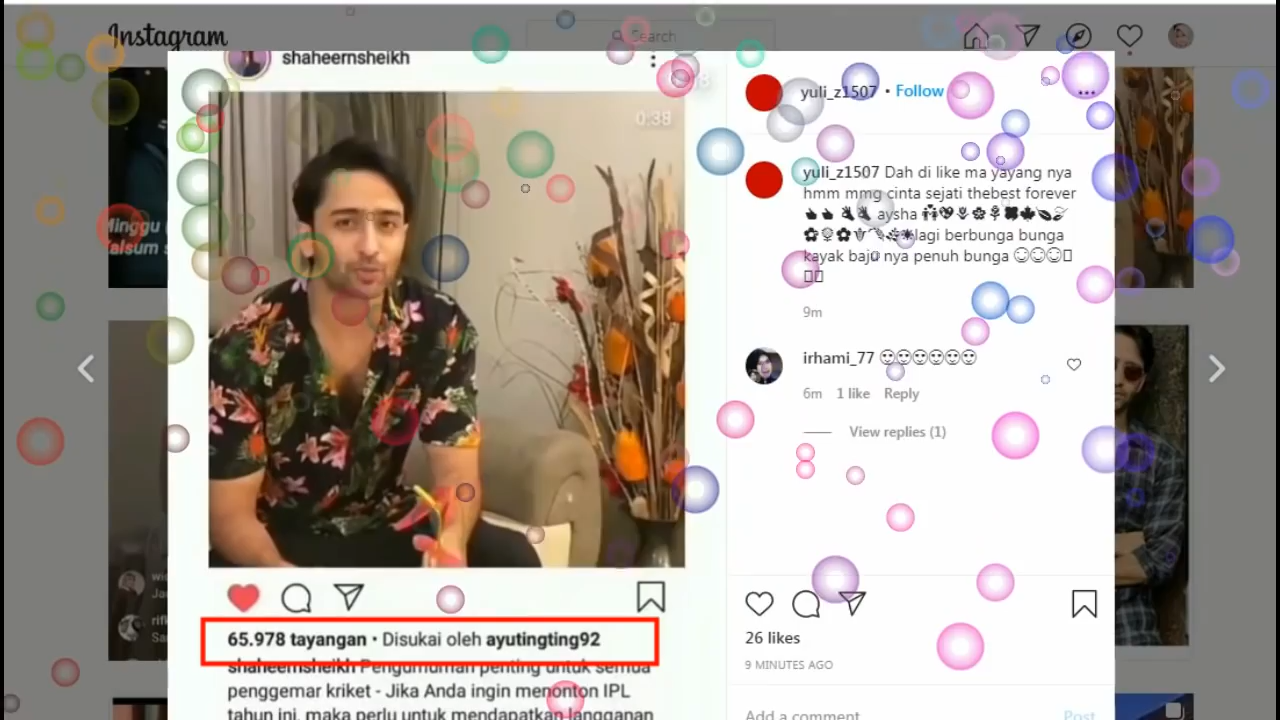 Instagram
Search
shaheernsheikh
0:38
yuli_z1507 • Follow
yuli_z1507 Dah di like ma yayang nya
hmm mmg cinta sejati thebest forever
aysha
lagi berbunga bunga
kayak baju nya penuh bunga
9m
irhami_77
6m 1 like Reply
View replies (1)
Minggu
alsum s
65.978 tayangan • Disukai oleh ayutingting92
shaheernsheikh Pengumuman penting untuk semua
penggemar kriket - Jika Anda ingin menonton IPL
tahun ini, maka perlu untuk mendapatkan langganan
26 likes
9 MINUTES AGO
Add a comment
Post